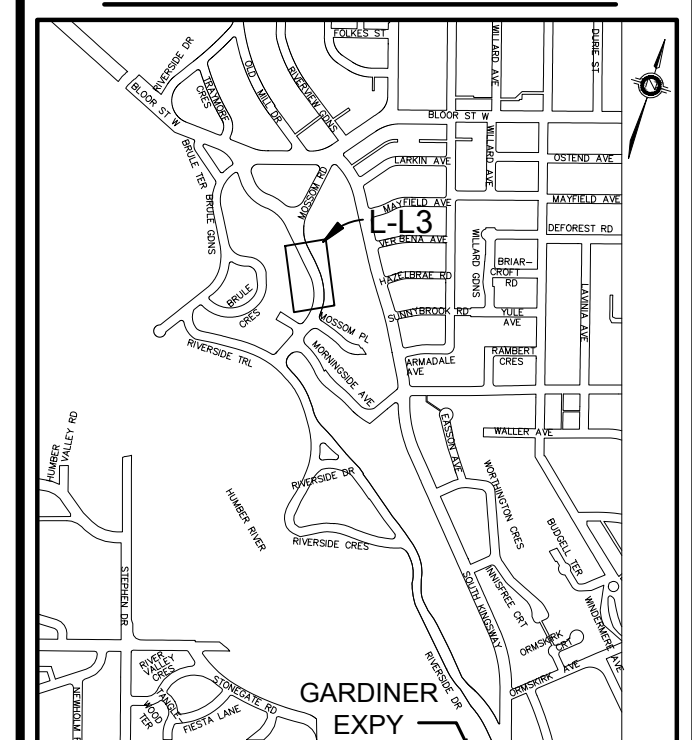 FOLKES ST
WILLARD AVE
DURIE ST
RIVERSIDE DR
OLD
MILL DR
RIVERVIEW GDNS
TRAYMORE
CRES
BLOOR ST W
BLOOR ST W
WILLARD AVE
BRULE TER
BRULE GDNS
LARKIN AVE
OSTEND AVE
MOSSOM RD
MAYFIELD AVE
MAYFIELD AVE
L-L3
DEFOREST RD
VERBENA AVE
WILLARD GDNS
BRIAR-
CROFT
RD
HAZELBRAE RD
BRULE
CRES
LAVINIA AVE
SUNNYBROOK RD
YULE
AVE
MOSSOM PL
RIVERSIDE TRL
MORNINGSIDE AVE
ARMADALE
AVE
RAMBERT
CRES
HUMBER
VALLEY RD
EASSON AVE
WALLER AVE
RIVERSIDE DR
WORTHINGTON CRES
HUMBER
RIVER
RIVERSIDE CRES
BUDGELL TER
STEPHEN DR
INNISFREE CRT
SOUTH KINGSWAY
WINDERMERE AVE
ORMSKIRK
CRT
RIVER
VALLEY
CRES
RIVERSIDE DR
ORMSKIRK AVE
STONEGATE RD
TANGLE
WOOD
TER
FIESTA LANE
GARDINER
EXPY